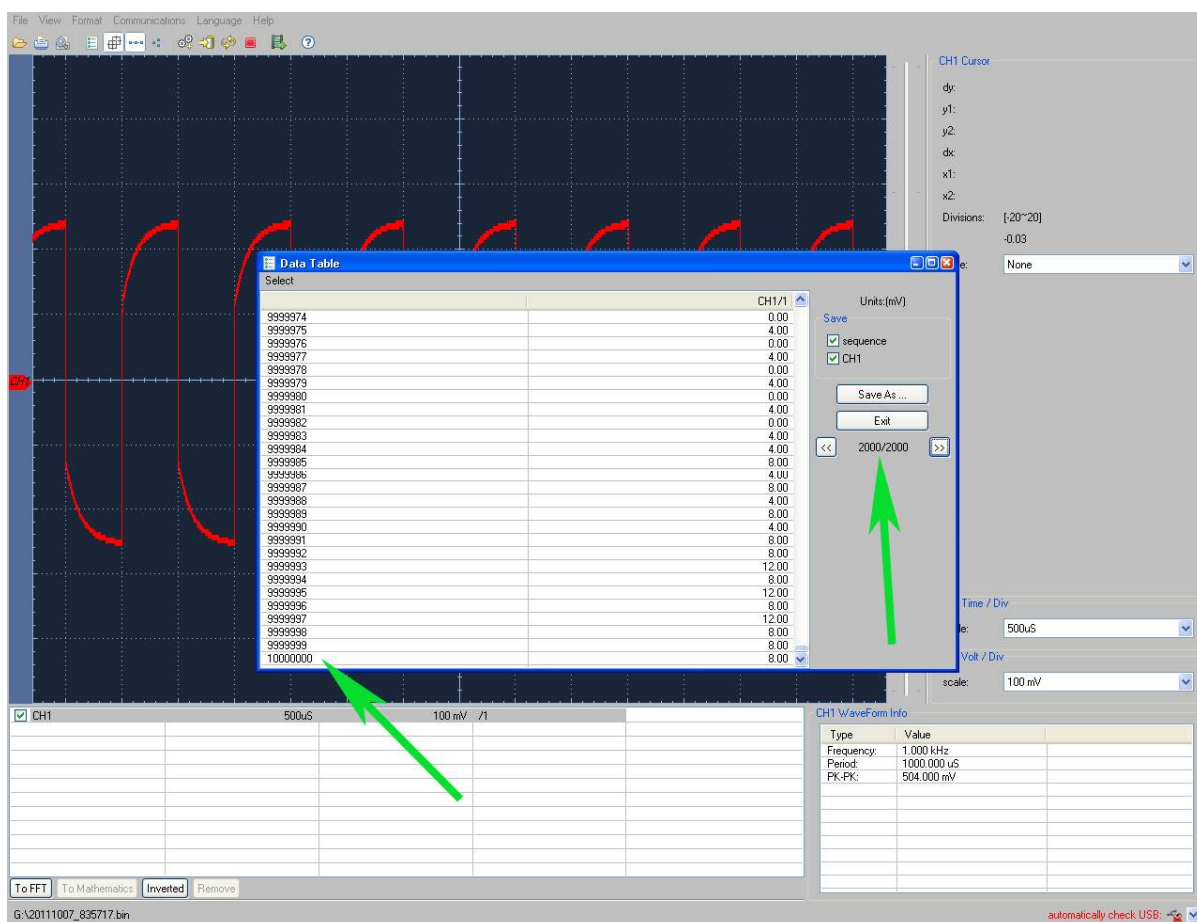 File View Format Communications Language Help
CH1 Cursor
dy:
y1:
y2:
dx:
x1:
x2:
Divisions: [-20~20]
-0.03
e: None
CH1
Data Table
Select
CH1/1
9999974 0.00
9999975 4.00
9999976 0.00
9999977 4.00
9999978 0.00
9999979 4.00
9999980 0.00
9999981 4.00
9999982 0.00
9999983 4.00
9999984 4.00
9999985 8.00
9999986 4.00
9999987 8.00
9999988 4.00
9999989 8.00
9999990 4.00
9999991 8.00
9999992 8.00
9999993 12.00
9999994 8.00
9999995 12.00
9999996 8.00
9999997 12.00
9999998 8.00
9999999 8.00
10000000 8.00
Units:(mV)
Save
sequence
CH1
Save As ...
Exit
<< 2000/2000 >>
Time / Div
le: 500uS
Volt / Div
scale: 100 mV
CH1 500uS 100 mV /1
CH1 WaveForm Info
Type Value
Frequency: 1.000 kHz
Period: 1000.000 uS
PK-PK: 504.000 mV
To FFT To Mathematics Inverted Remove
G:\20111007_835717.bin
automatically check USB: